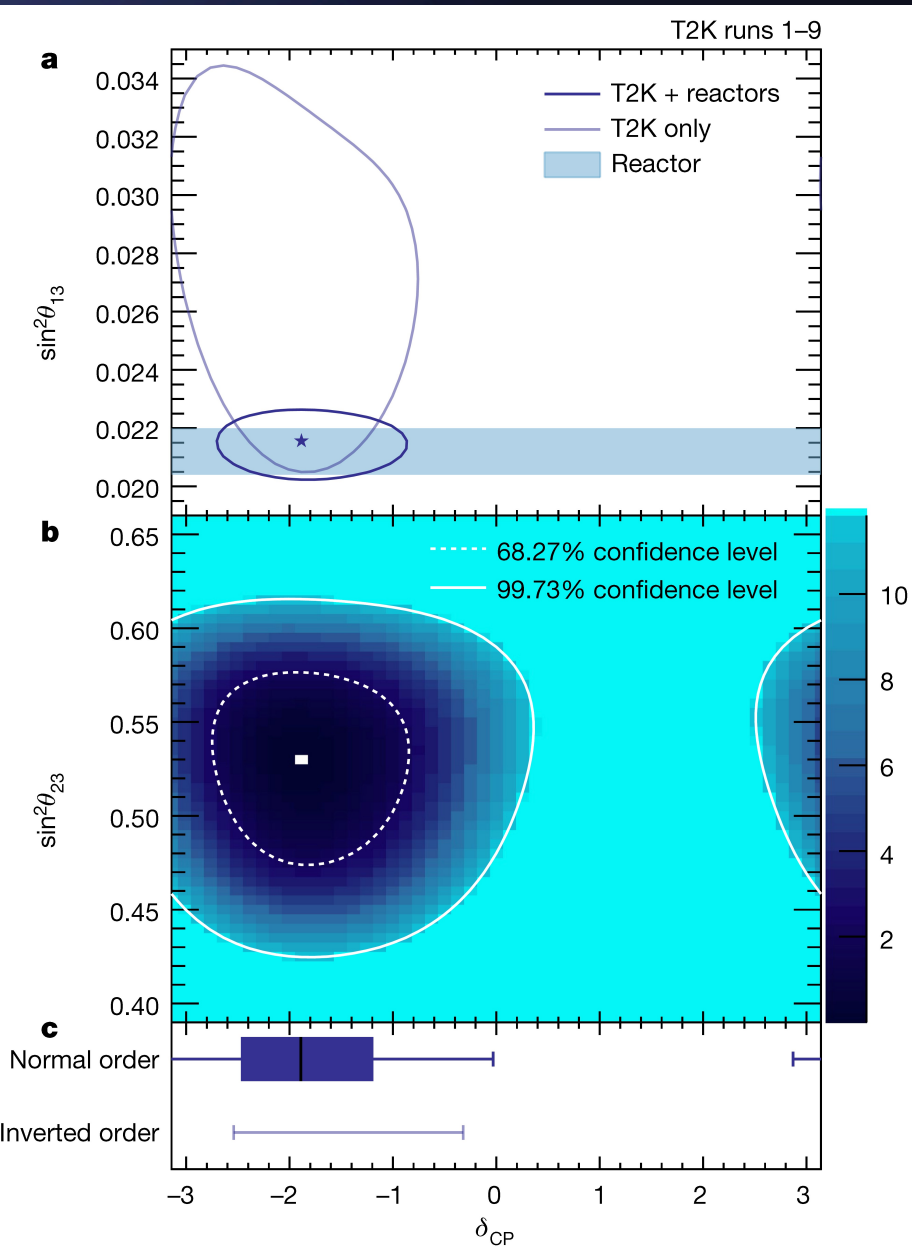 T2K runs 1–9
a
T2K + reactors
T2K only
Reactor
0.034
0.032
0.030
0.028
0.026
0.024
0.022
0.020
sin²θ₁₃
b
68.27% confidence level
99.73% confidence level
0.65
0.60
0.55
0.50
0.45
0.40
sin²θ₂₃
10
8
6
4
2
c
Normal order
Inverted order
–3 –2 –1 0 1 2 3
δCP